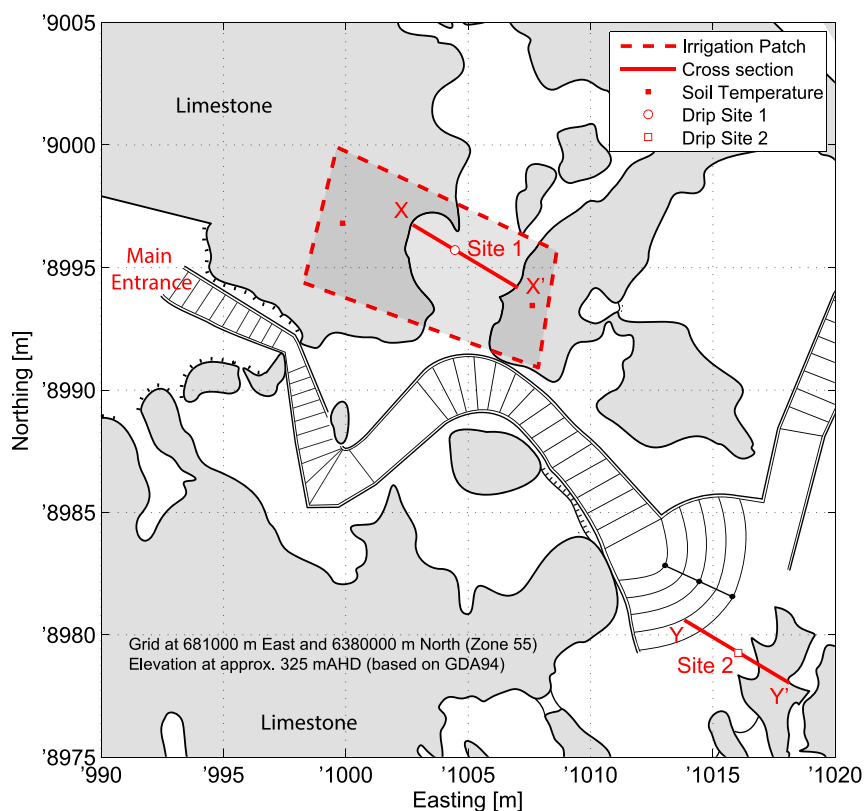 '9005
'9000
'8995
'8990
'8985
'8980
'8975
Northing [m]
Irrigation Patch
Cross section
Soil Temperature
Drip Site 1
Drip Site 2
Limestone
X
Site 1
X'
Main
Entrance
Grid at 681000 m East and 6380000 m North (Zone 55)
Elevation at approx. 325 mAHD (based on GDA94)
Y
Site 2
Y'
Limestone
'990
'995
'1000
'1005
'1010
'1015
'1020
Easting [m]